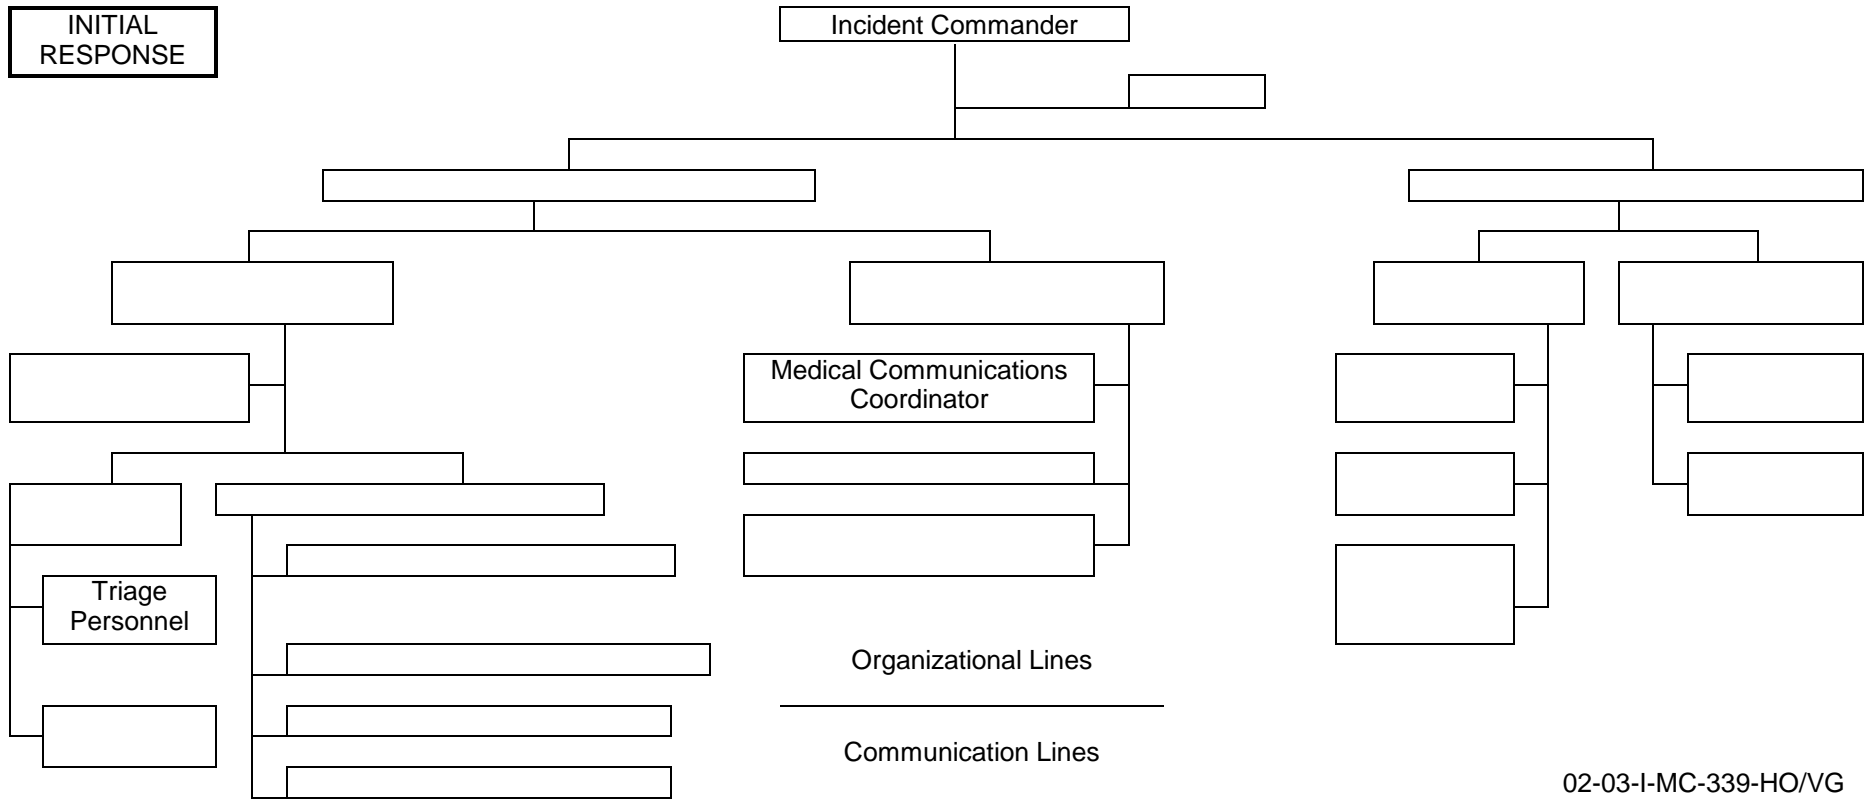 INITIAL
RESPONSE
Incident Commander
Medical Communications
Coordinator
Triage
Personnel
Organizational Lines
Communication Lines
02-03-I-MC-339-HO/VG